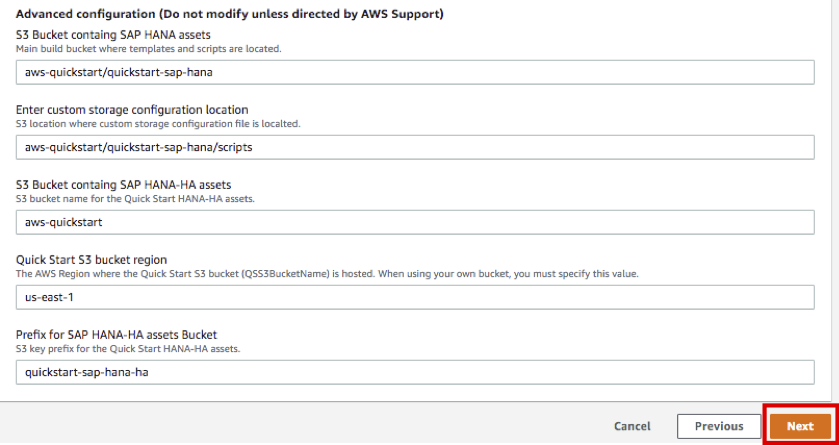 Advanced configuration (Do not modify unless directed by AWS Support)
S3 Bucket containg SAP HANA assets
Main build bucket where templates and scripts are located.
aws-quickstart/quickstart-sap-hana
Enter custom storage configuration location
S3 location where custom storage configuration file is localted.
aws-quickstart/quickstart-sap-hana/scripts
S3 Bucket containg SAP HANA-HA assets
S3 bucket name for the Quick Start HANA-HA assets.
aws-quickstart
Quick Start S3 bucket region
The AWS Region where the Quick Start S3 bucket (QSS3BucketName) is hosted. When using your own bucket, you must specify this value.
us-east-1
Prefix for SAP HANA-HA assets Bucket
S3 key prefix for the Quick Start HANA-HA assets.
quickstart-sap-hana-ha
Cancel Previous Next